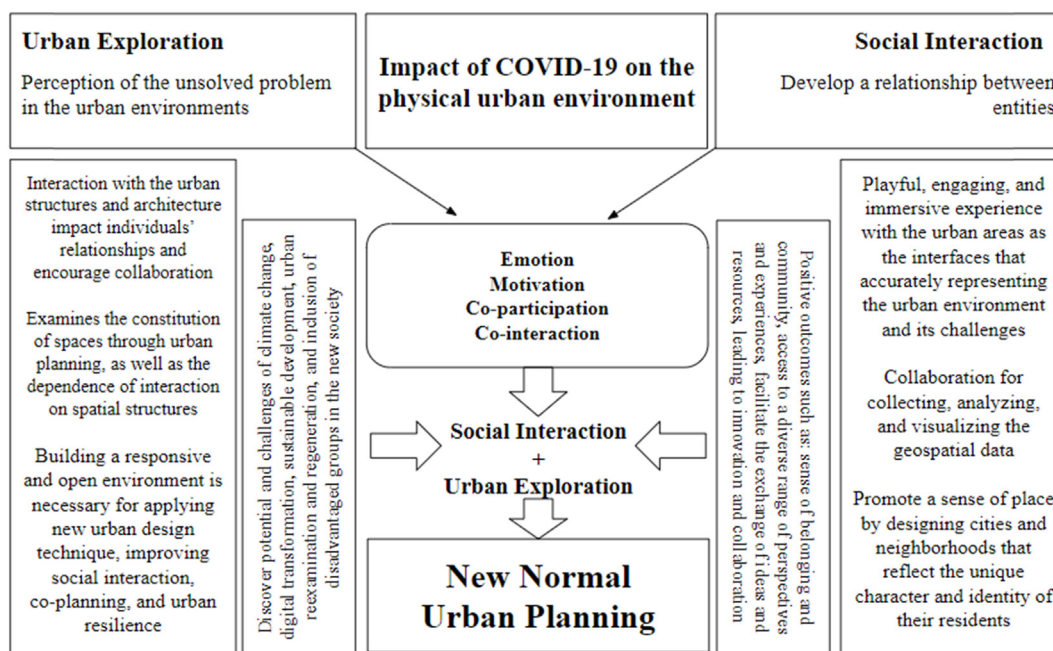 Urban Exploration
Perception of the unsolved problem
in the urban environments
Impact of COVID-19 on the
physical urban environment
Social Interaction
Develop a relationship between
entities
Interaction with the urban
structures and architecture
impact individuals'
relationships and
encourage collaboration
Examines the constitution
of spaces through urban
planning, as well as the
dependence of interaction
on spatial structures
Building a responsive
and open environment is
necessary for applying
new urban design
technique, improving
social interaction,
co-planning, and urban
resilience
Discover potential and challenges of climate change,
digital transformation, sustainable development, urban
reexamination and regeneration, and inclusion of
disadvantaged groups in the new society
Emotion
Motivation
Co-participation
Co-interaction
Social Interaction
+
Urban Exploration
New Normal
Urban Planning
Positive outcomes such as: sense of belonging and
community, access to a diverse range of perspectives
and experiences, facilitate the exchange of ideas and
resources, leading to innovation and collaboration
Playful, engaging, and
immersive experience
with the urban areas as
the interfaces that
accurately representing
the urban environment
and its challenges
Collaboration for
collecting, analyzing,
and visualizing the
geospatial data
Promote a sense of place
by designing cities and
neighborhoods that
reflect the unique
character and identity of
their residents